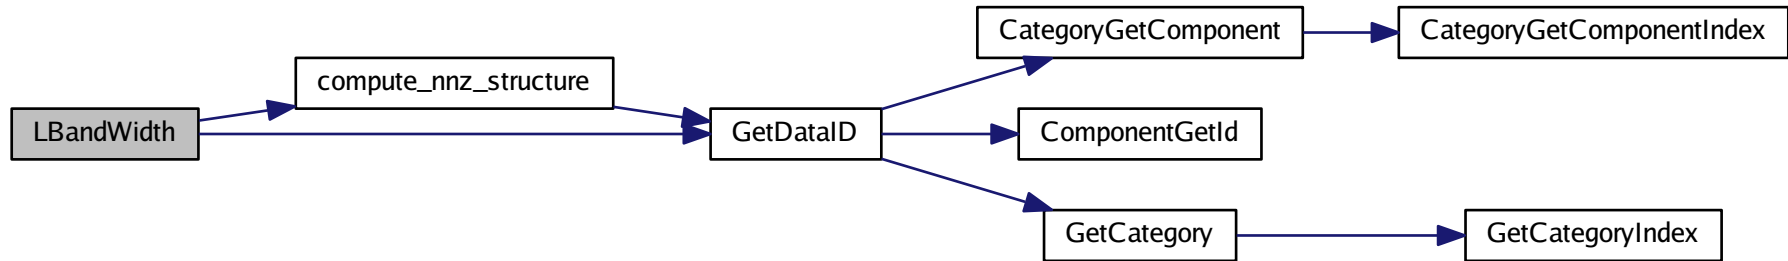 LBandWidth
compute_nnz_structure
GetDataID
CategoryGetComponent
CategoryGetComponentIndex
ComponentGetId
GetCategory
GetCategoryIndex